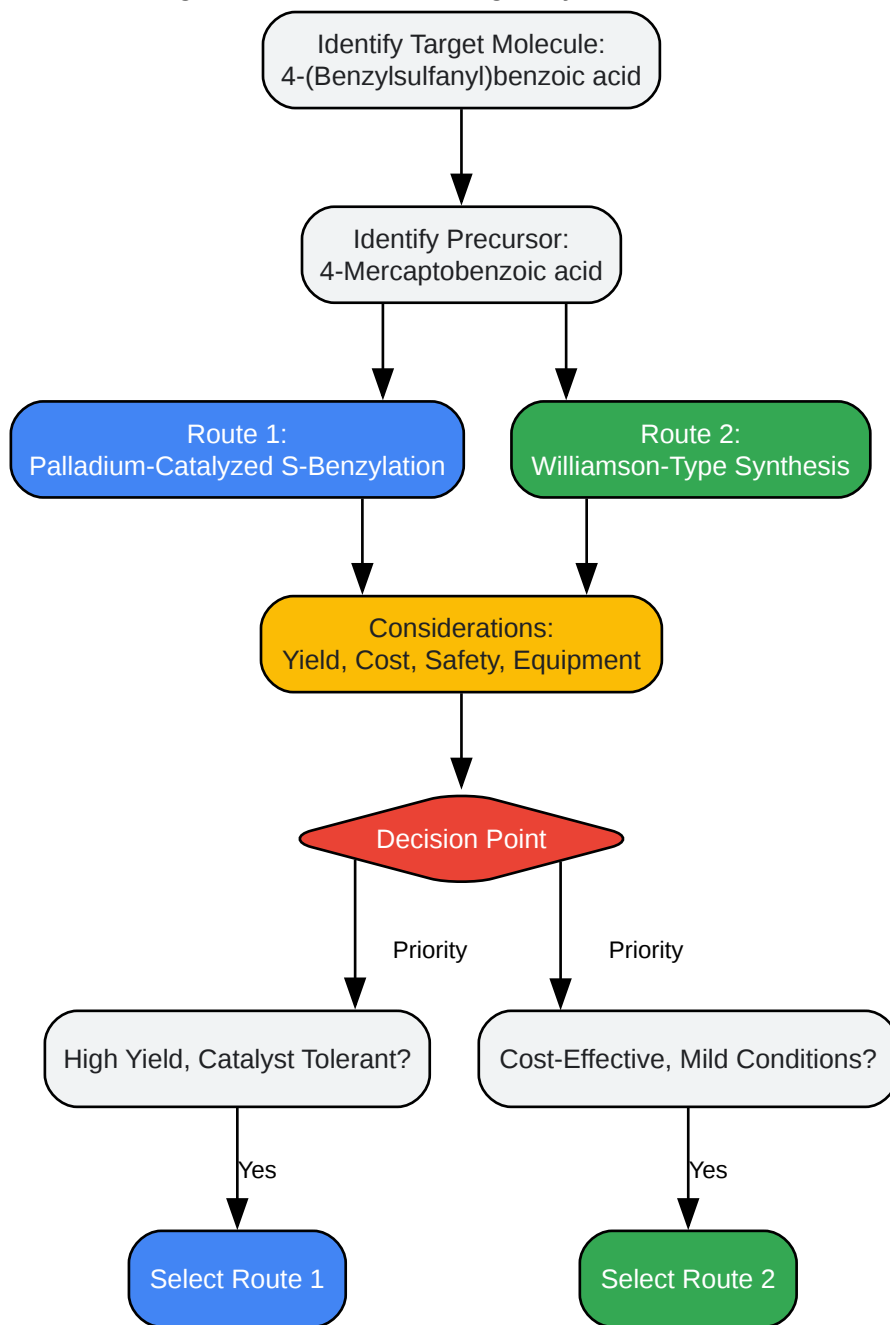 Identify Target Molecule:
4-(Benzylsulfanyl)benzoic acid
Identify Precursor:
4-Mercaptobenzoic acid
Route 1:
Palladium-Catalyzed S-Benzylation
Route 2:
Williamson-Type Synthesis
Considerations:
Yield, Cost, Safety, Equipment
Decision Point
Priority
Priority
High Yield, Catalyst Tolerant?
Cost-Effective, Mild Conditions?
Yes
Yes
Select Route 1
Select Route 2